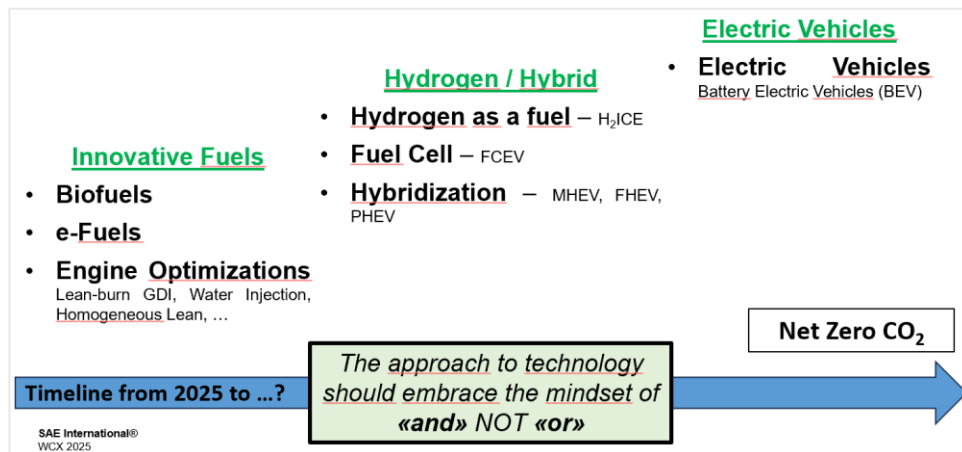 Innovative Fuels
• Biofuels
• e-Fuels
• Engine Optimizations
Lean-burn GDI, Water Injection,
Homogeneous Lean, …
Hydrogen / Hybrid
• Hydrogen as a fuel – H₂ICE
• Fuel Cell – FCEV
• Hybridization – MHEV, FHEV,
PHEV
Electric Vehicles
• Electric Vehicles
Battery Electric Vehicles (BEV)
Net Zero CO₂
Timeline from 2025 to …?
The approach to technology
should embrace the mindset of
«and» NOT «or»
SAE International®
WCX 2025